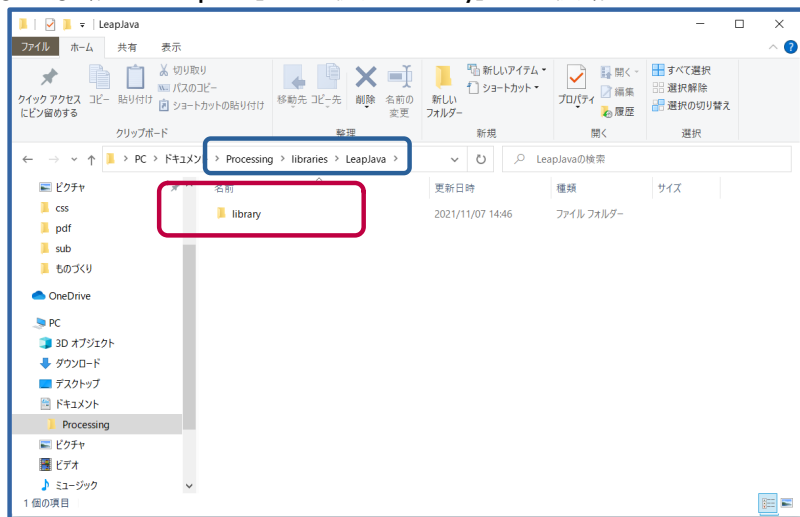 LeapJava
ファイル ホーム 共有 表示
クイック アクセス
にピン留めする
コピー
貼り付け
切り取り
パスのコピー
ショートカットの貼り付け
クリップボード
移動先
コピー先
削除
名前の
変更
整理
新しい
フォルダー
新しいアイテム
ショートカット
新規
プロパティ
開く
編集
履歴
開く
すべて選択
選択解除
選択の切り替え
選択
PC > ドキュメン > Processing > libraries > LeapJava >
LeapJavaの検索
名前 更新日時 種類 サイズ
library 2021/11/07 14:46 ファイル フォルダー
ピクチャ
css
pdf
sub
ものづくり
OneDrive
PC
3D オブジェクト
ダウンロード
デスクトップ
ドキュメント
Processing
ピクチャ
ビデオ
ミュージック
1 個の項目